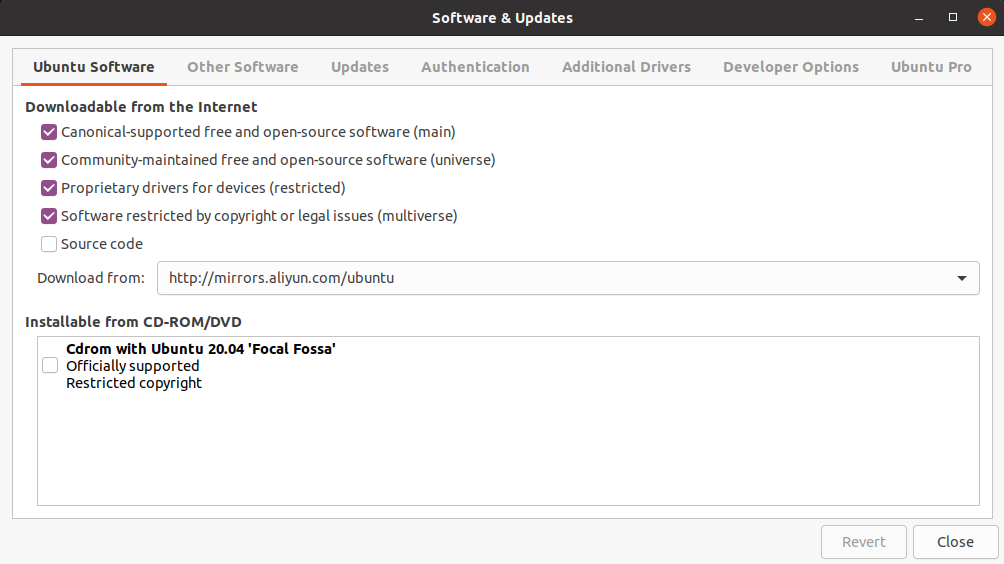 Software & Updates
Ubuntu Software Other Software Updates Authentication Additional Drivers Developer Options Ubuntu Pro
Downloadable from the Internet
Canonical-supported free and open-source software (main)
Community-maintained free and open-source software (universe)
Proprietary drivers for devices (restricted)
Software restricted by copyright or legal issues (multiverse)
Source code
Download from: http://mirrors.aliyun.com/ubuntu
Installable from CD-ROM/DVD
Cdrom with Ubuntu 20.04 'Focal Fossa'
Officially supported
Restricted copyright
Revert Close